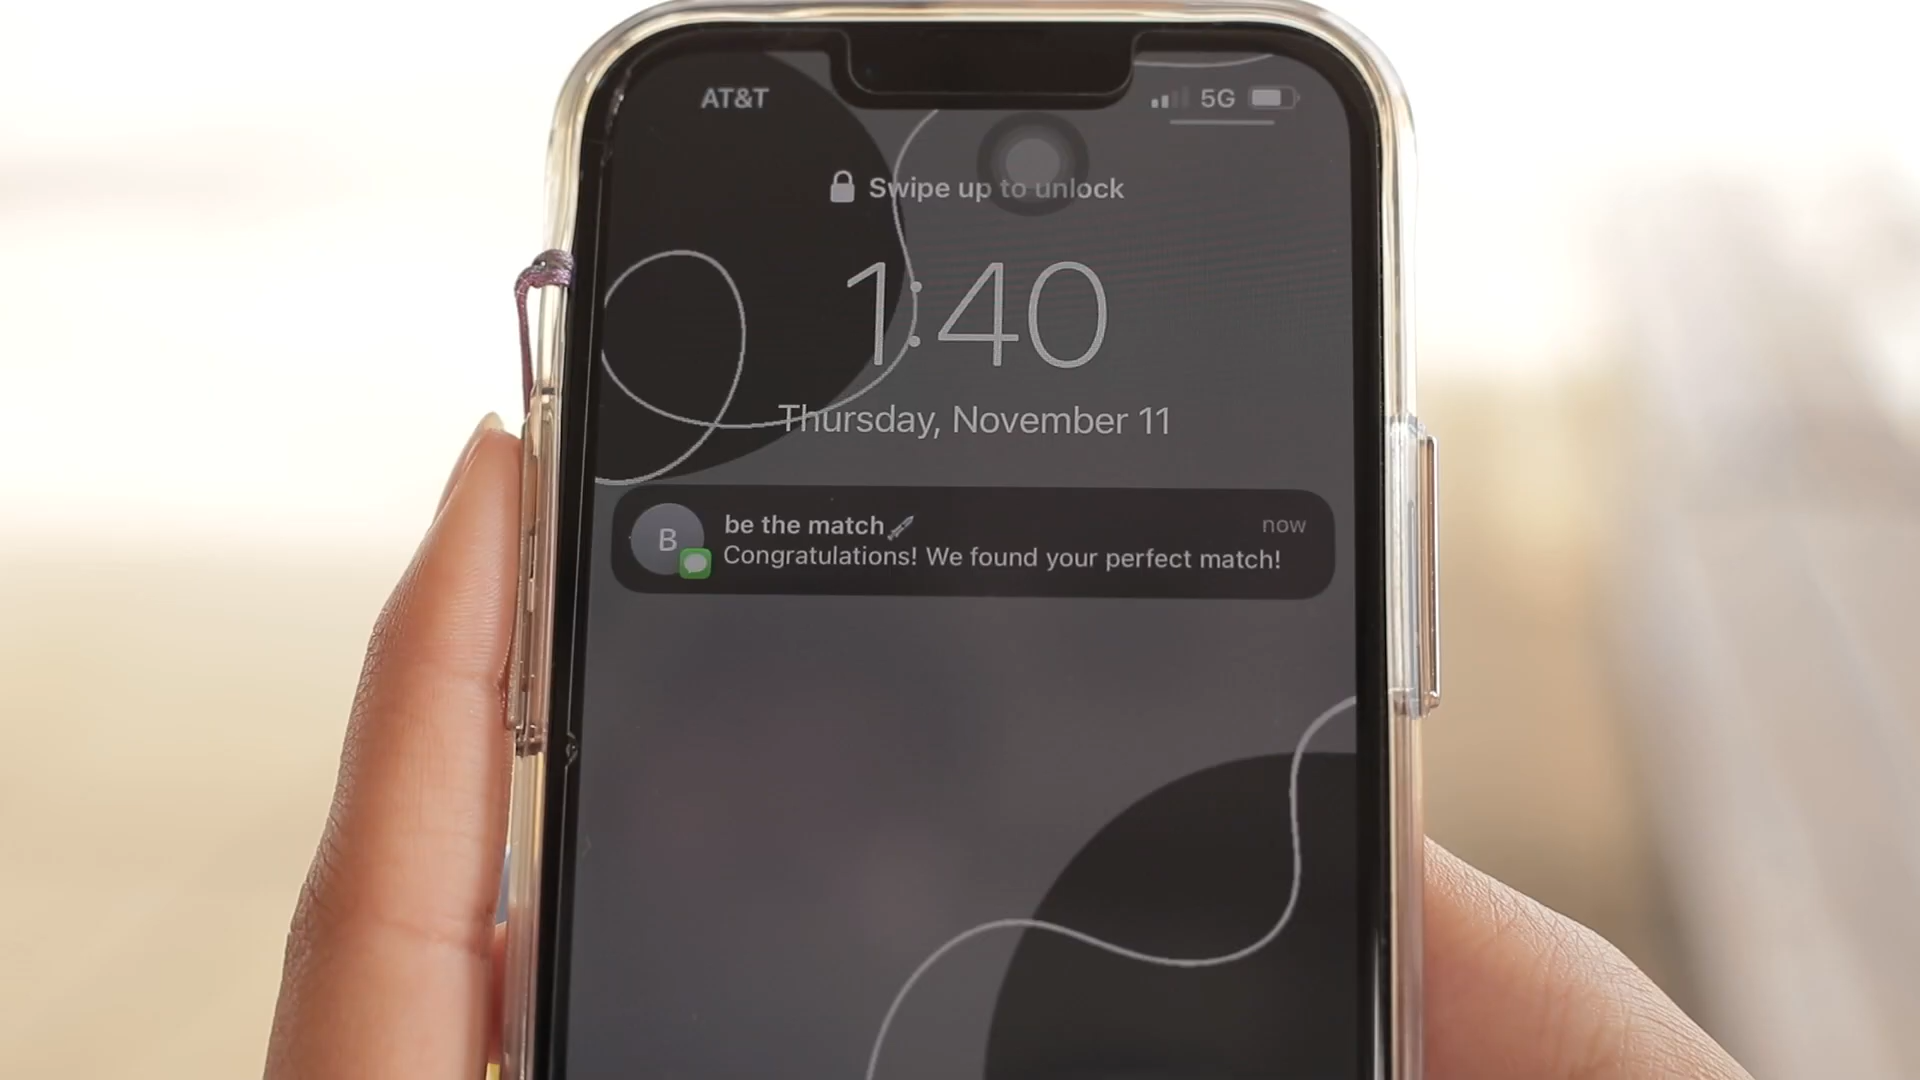 AT&T 5G
Swipe up to unlock
1:40
Thursday, November 11
B
be the match🚀 now
Congratulations! We found your perfect match!